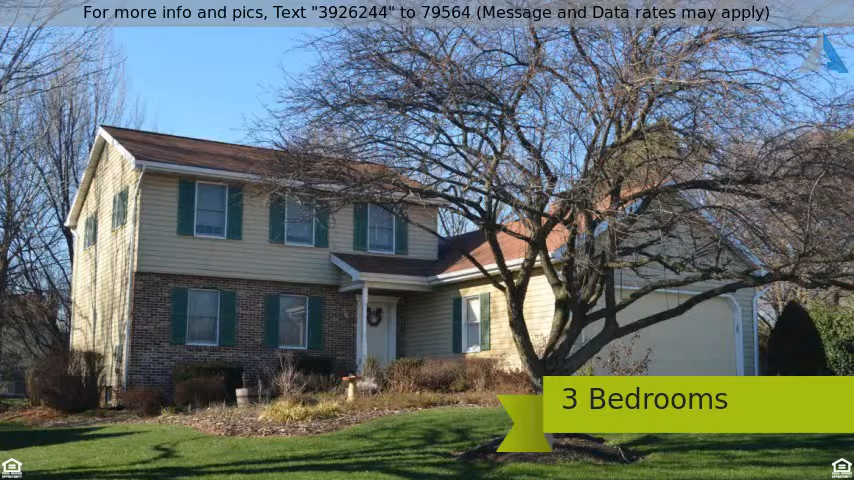 For more info and pics, Text "3926244" to 79564 (Message and Data rates may apply)
3 Bedrooms